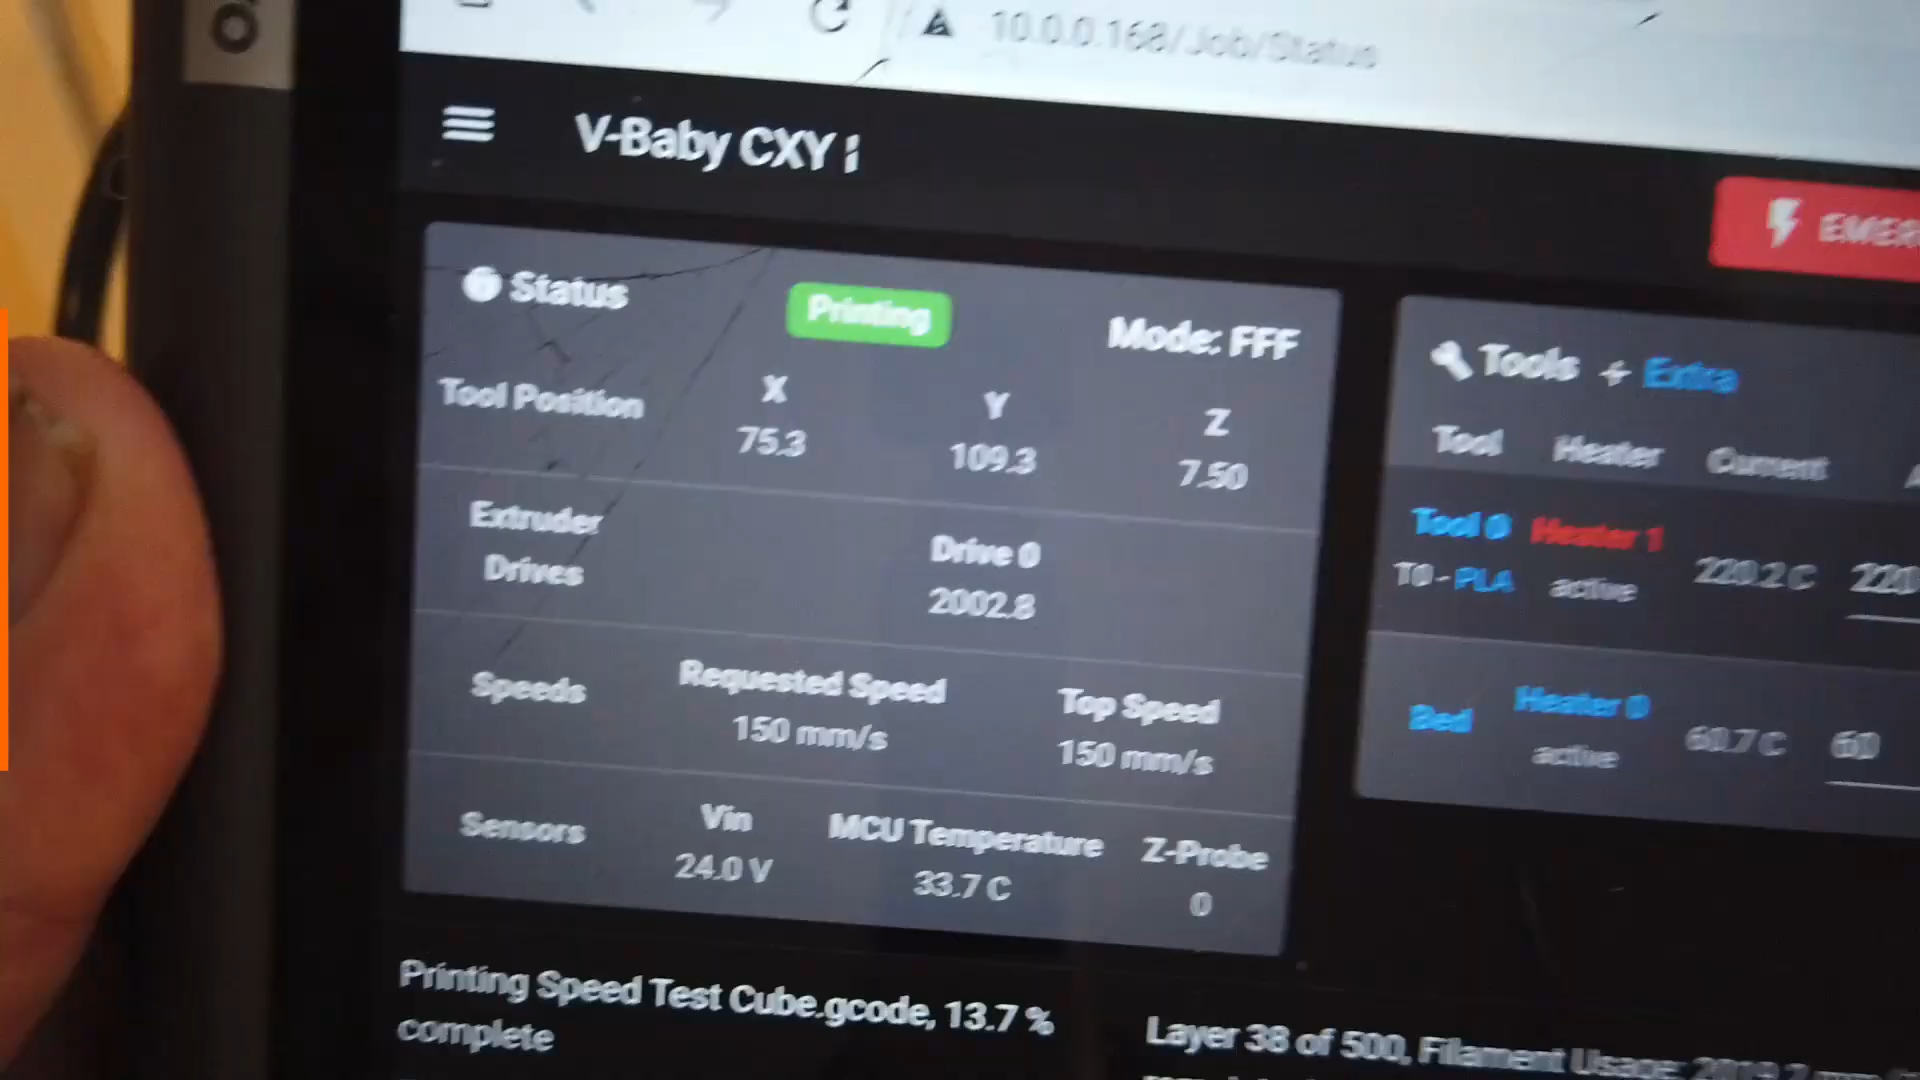 10.0.0.168/Job/Status
V-Baby CXY
EMER
Status Printing Mode: FFF
Tool Position X Y Z
75.3 109.3 7.50
Extruder Drives Drive 0
2002.8
Speeds Requested Speed Top Speed
150 mm/s 150 mm/s
Sensors Vin MCU Temperature Z-Probe
24.0 V 33.7 C 0
Tools + Extra
Tool Heater Current
Tool 0 Heater 1 220.2 C 220
T0 - PLA active
Bed Heater 0 60.7 C 60
active
Printing Speed Test Cube.gcode, 13.7 %
complete
Layer 38 of 500, Filament Usage: